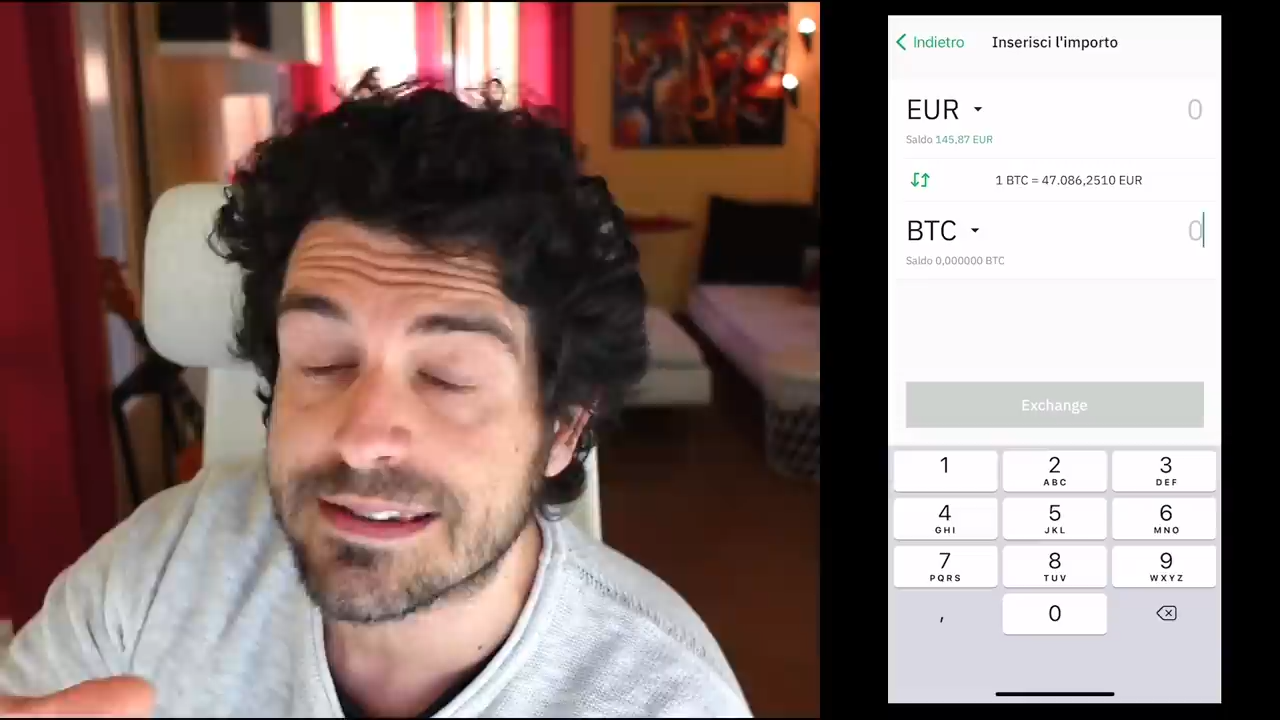 Indietro
Inserisci l'importo
EUR
0
Saldo 145,87 EUR
1 BTC = 47.086,2510 EUR
BTC
0
Saldo 0,000000 BTC
Exchange
1
2 ABC
3 DEF
4 GHI
5 JKL
6 MNO
7 PQRS
8 TUV
9 WXYZ
,
0